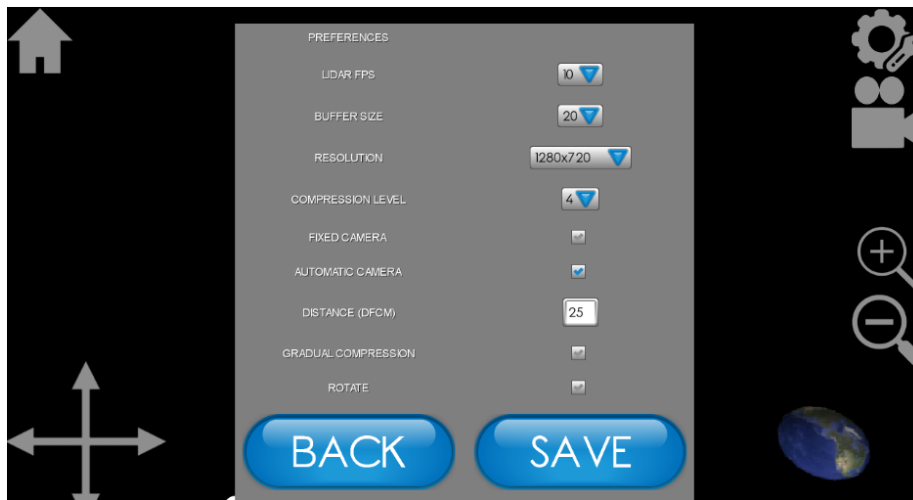 PREFERENCES
LIDAR FPS 10
BUFFER SIZE 20
RESOLUTION 1280x720
COMPRESSION LEVEL 4
FIXED CAMERA
AUTOMATIC CAMERA
DISTANCE (DFCM) 25
GRADUAL COMPRESSION
ROTATE
BACK SAVE